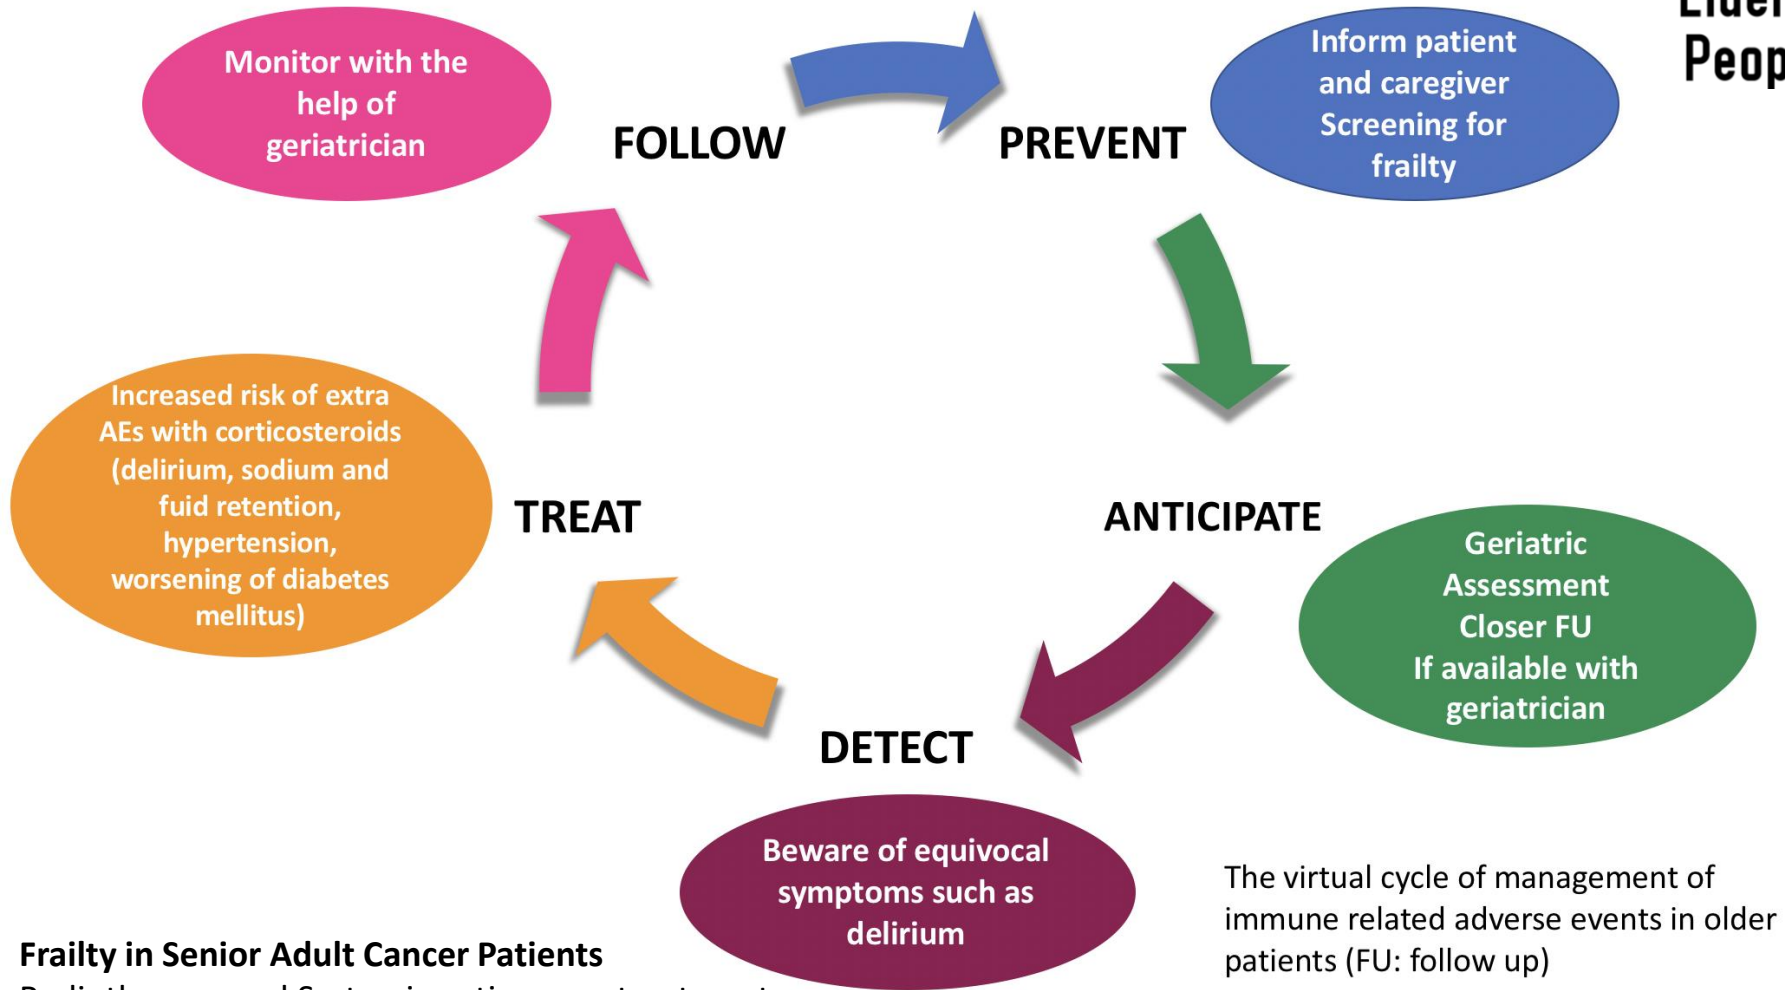 Peop
Monitor with the
help of
geriatrician
FOLLOW
PREVENT
Inform patient
and caregiver
Screening for
frailty
Increased risk of extra
AEs with corticosteroids
(delirium, sodium and
fuid retention,
hypertension,
worsening of diabetes
mellitus)
TREAT
ANTICIPATE
Geriatric
Assessment
Closer FU
If available with
geriatrician
DETECT
Beware of equivocal
symptoms such as
delirium
The virtual cycle of management of
immune related adverse events in older
patients (FU: follow up)
Frailty in Senior Adult Cancer Patients